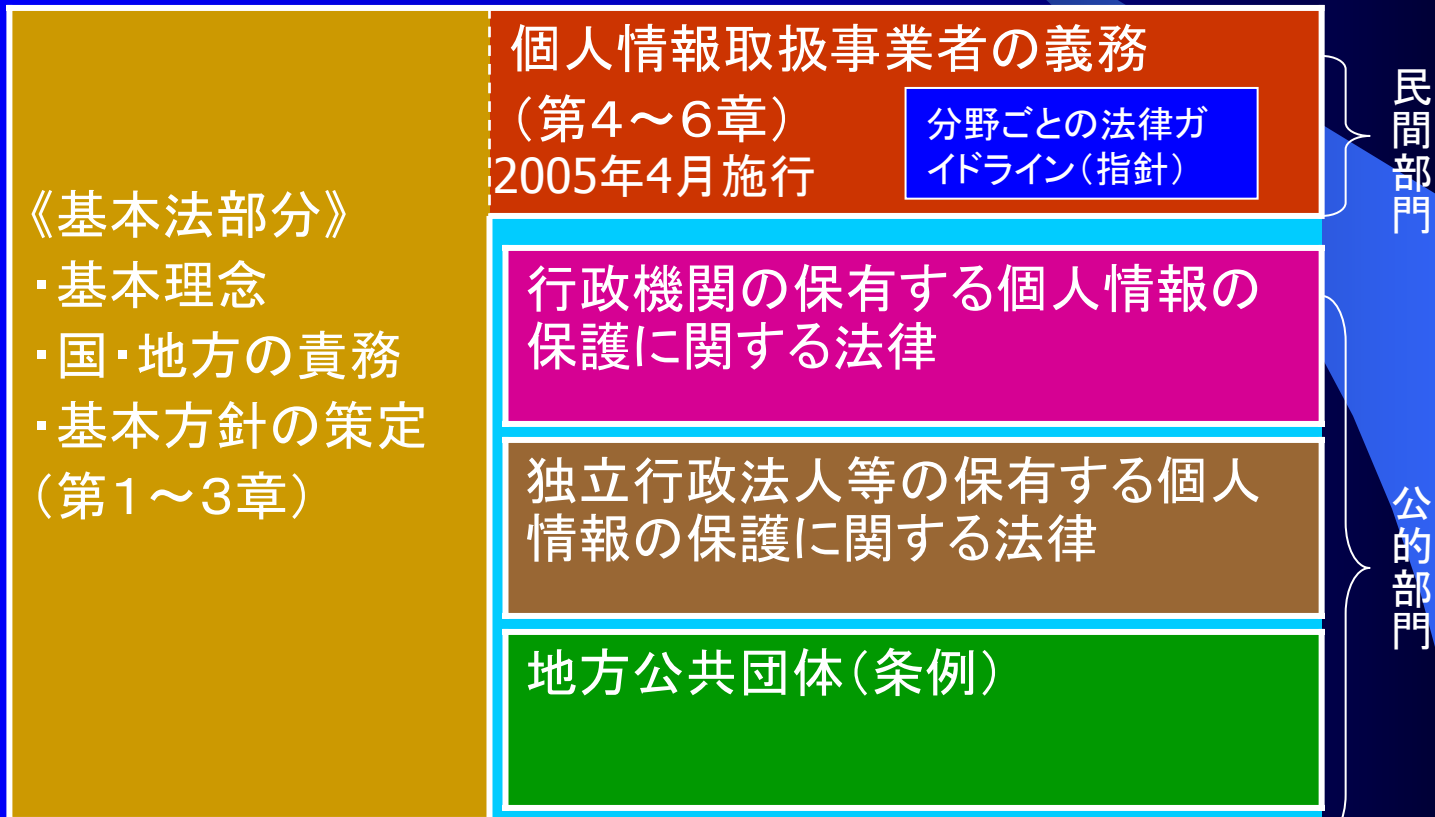 《基本法部分》
・基本理念
・国・地方の責務
・基本方針の策定
（第１～３章）
個人情報取扱事業者の義務
（第４～６章）
2005年4月施行
分野ごとの法律ガ
イドライン（指針）
行政機関の保有する個人情報の
保護に関する法律
独立行政法人等の保有する個人
情報の保護に関する法律
地方公共団体（条例）
民間部門
公的部門